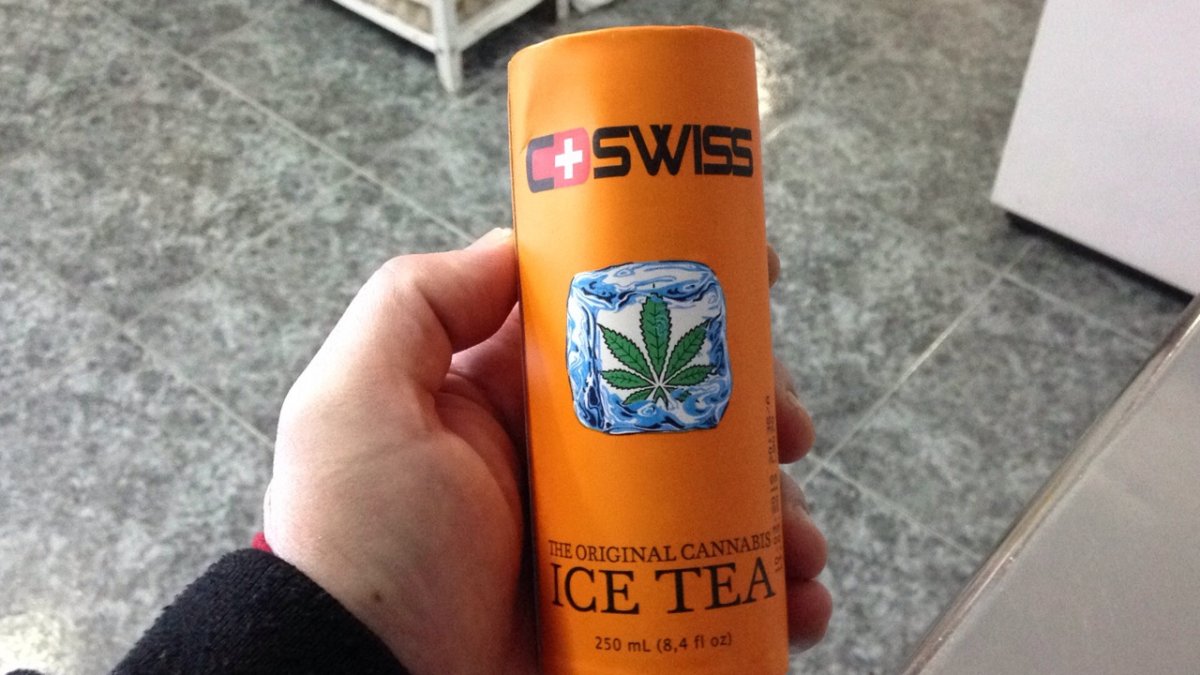 C+SWISS
THE ORIGINAL CANNABIS
ICE TEA
250 mL (8,4 fl oz)